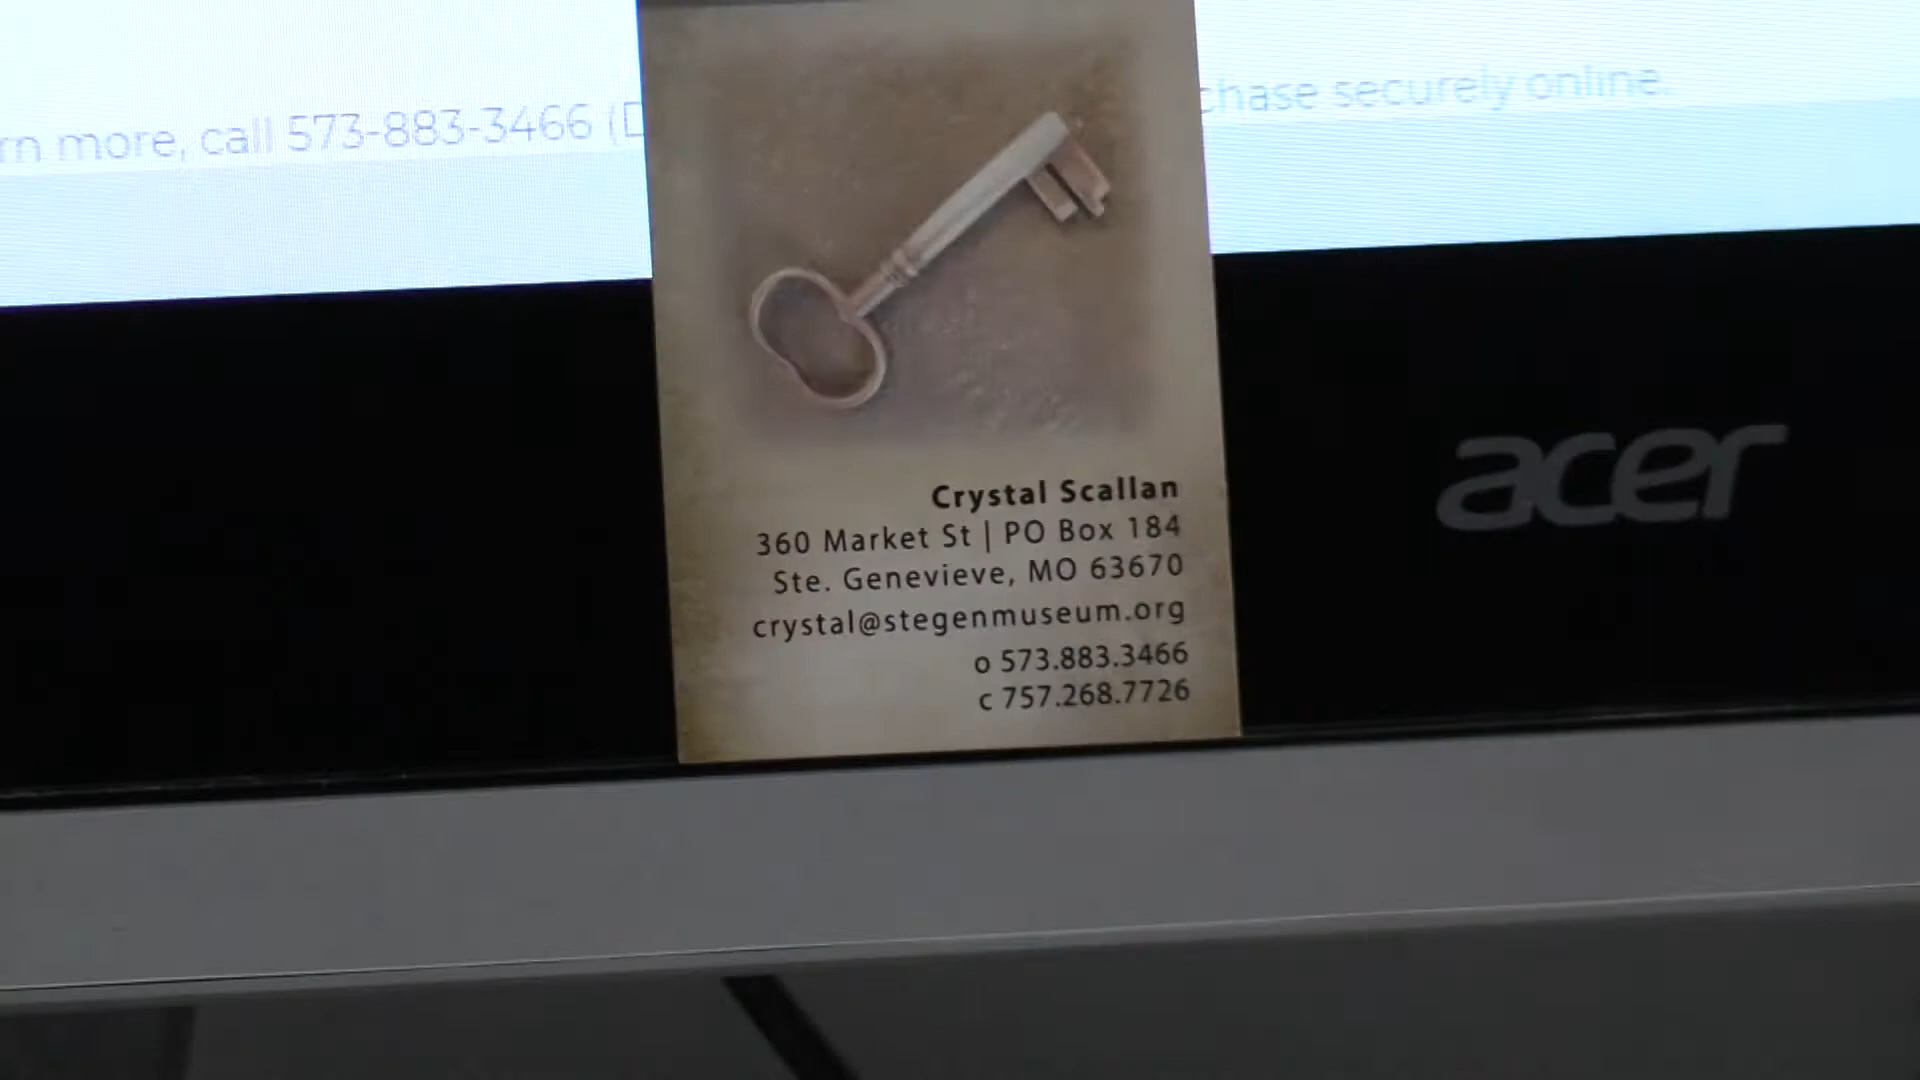 rn more, call 573-883-3466 (D
chase securely online.
acer
Crystal Scallan
360 Market St | PO Box 184
Ste. Genevieve, MO 63670
crystal@stegenmuseum.org
o 573.883.3466
c 757.268.7726